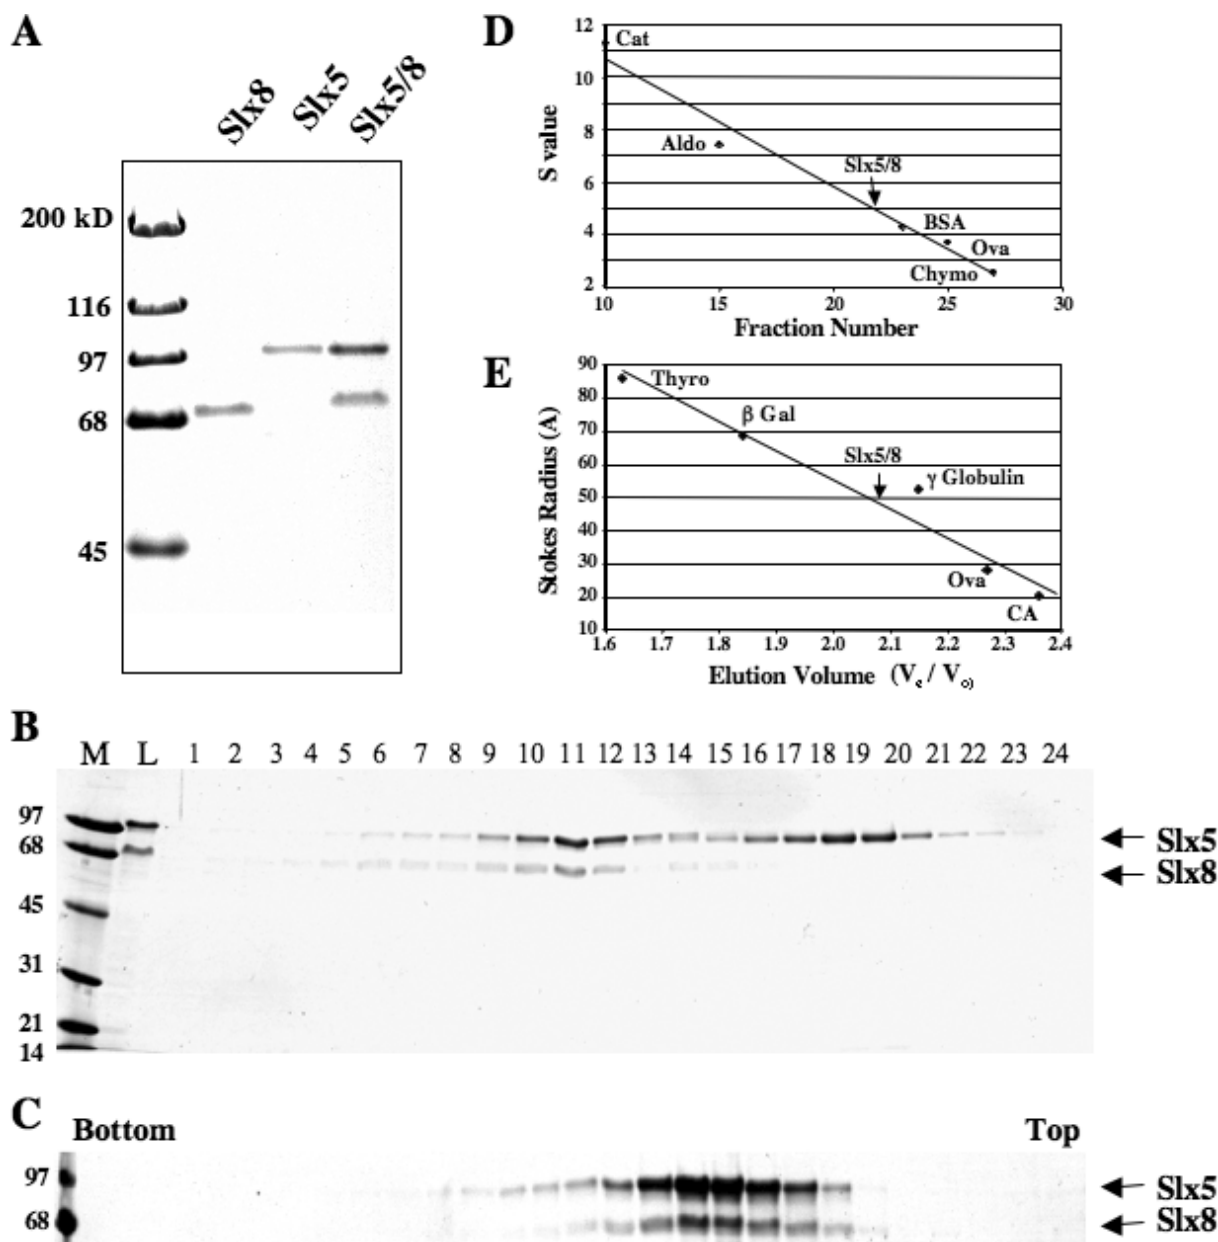 A
Slx8 Slx5 Slx5/8
200 kD
116
97
68
45
D
12
10
8
6
4
2
S value
Cat
Aldo
Slx5/8
BSA
Ova
Chymo
10 15 20 25 30
Fraction Number
E
90
80
70
60
50
40
30
20
10
Stokes Radius (A)
Thyro
β Gal
Slx5/8
γ Globulin
Ova
CA
1.6 1.7 1.8 1.9 2.0 2.1 2.2 2.3 2.4
Elution Volume (Ve / Vo)
B
M L 1 2 3 4 5 6 7 8 9 10 11 12 13 14 15 16 17 18 19 20 21 22 23 24
97
68
45
31
21
14
Slx5
Slx8
C
Bottom Top
97
68
Slx5
Slx8